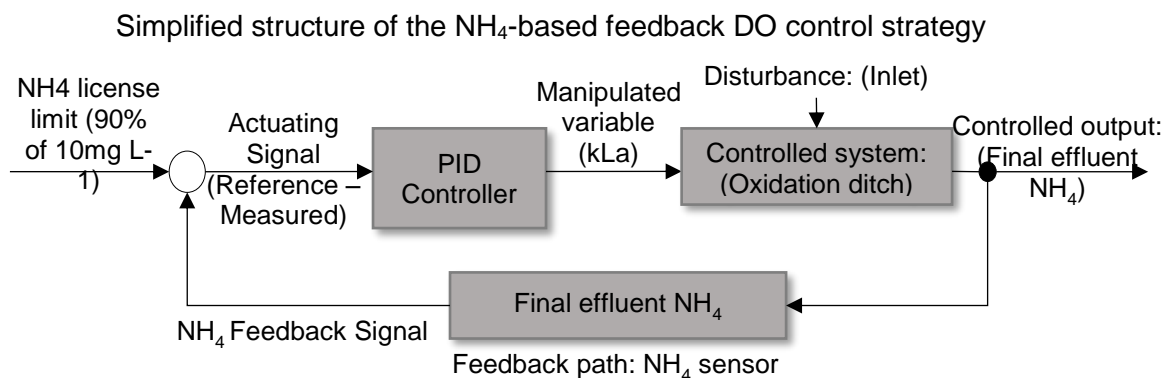 Simplified structure of the NH₄-based feedback DO control strategy
NH4 license
limit (90%
of 10mg L-
1)
Actuating
Signal
(Reference –
Measured)
PID
Controller
Manipulated
variable
(kLa)
Disturbance: (Inlet)
Controlled system:
(Oxidation ditch)
Controlled output:
(Final effluent
NH₄)
Final effluent NH₄
NH₄ Feedback Signal
Feedback path: NH₄ sensor